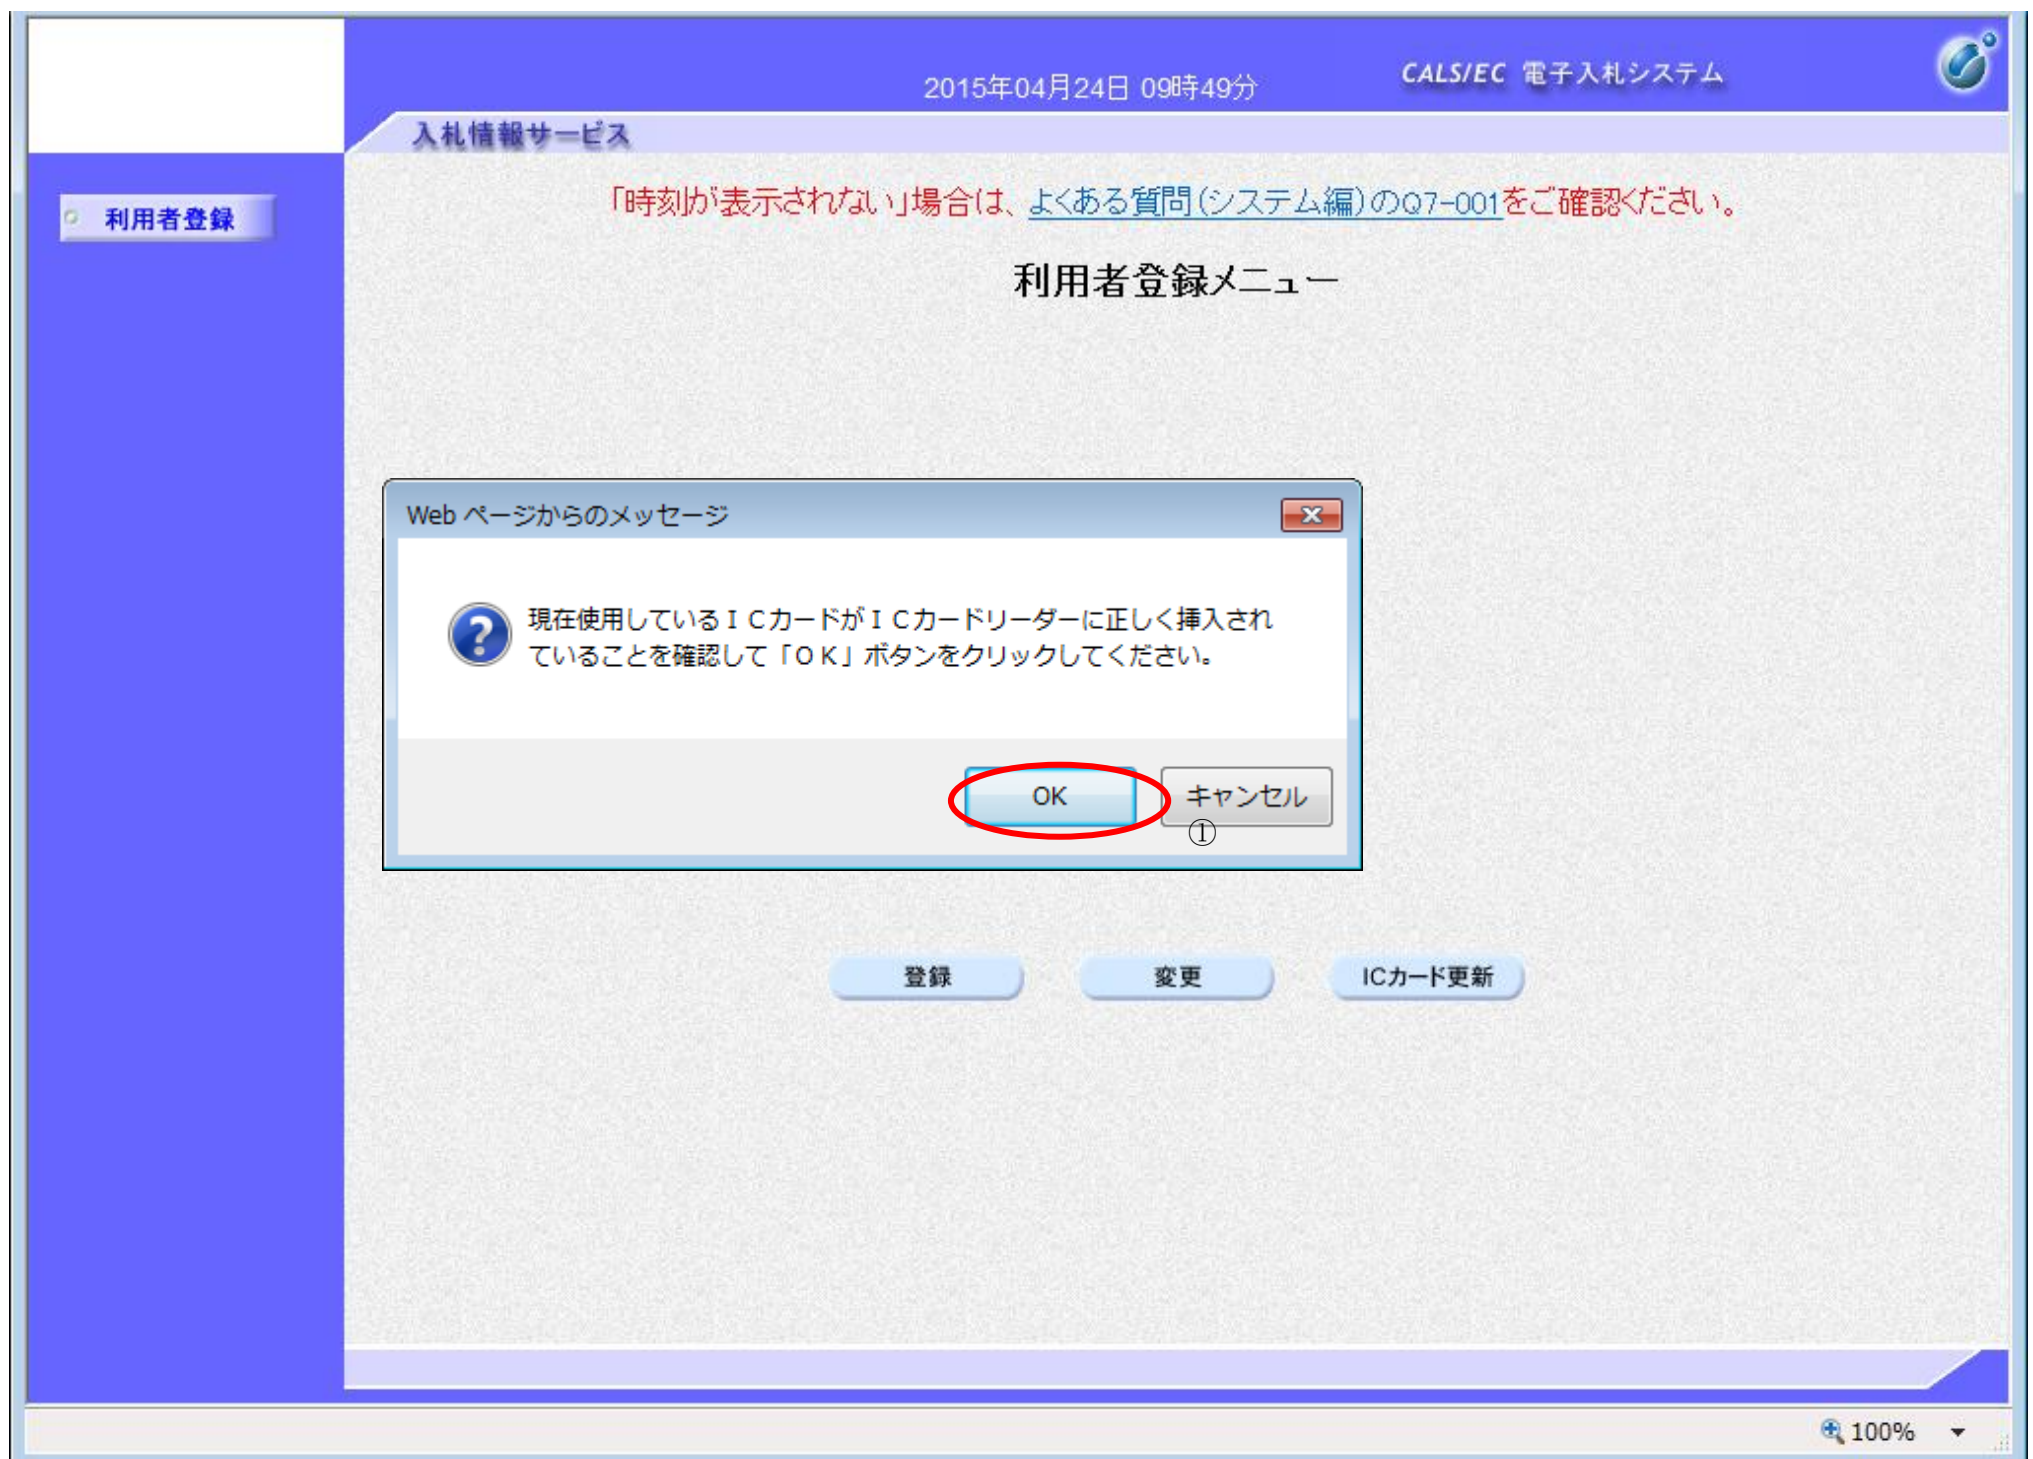 2015年04月24日 09時49分
CALS/EC 電子入札システム
入札情報サービス
利用者登録
「時刻が表示されない」場合は、よくある質問(システム編)のQ7-001をご確認ください。
利用者登録メニュー
Web ページからのメッセージ
現在使用しているＩＣカードがＩＣカードリーダーに正しく挿入され
ていることを確認して「ＯＫ」ボタンをクリックしてください。
OK
キャンセル
①
登録
変更
ICカード更新
100%